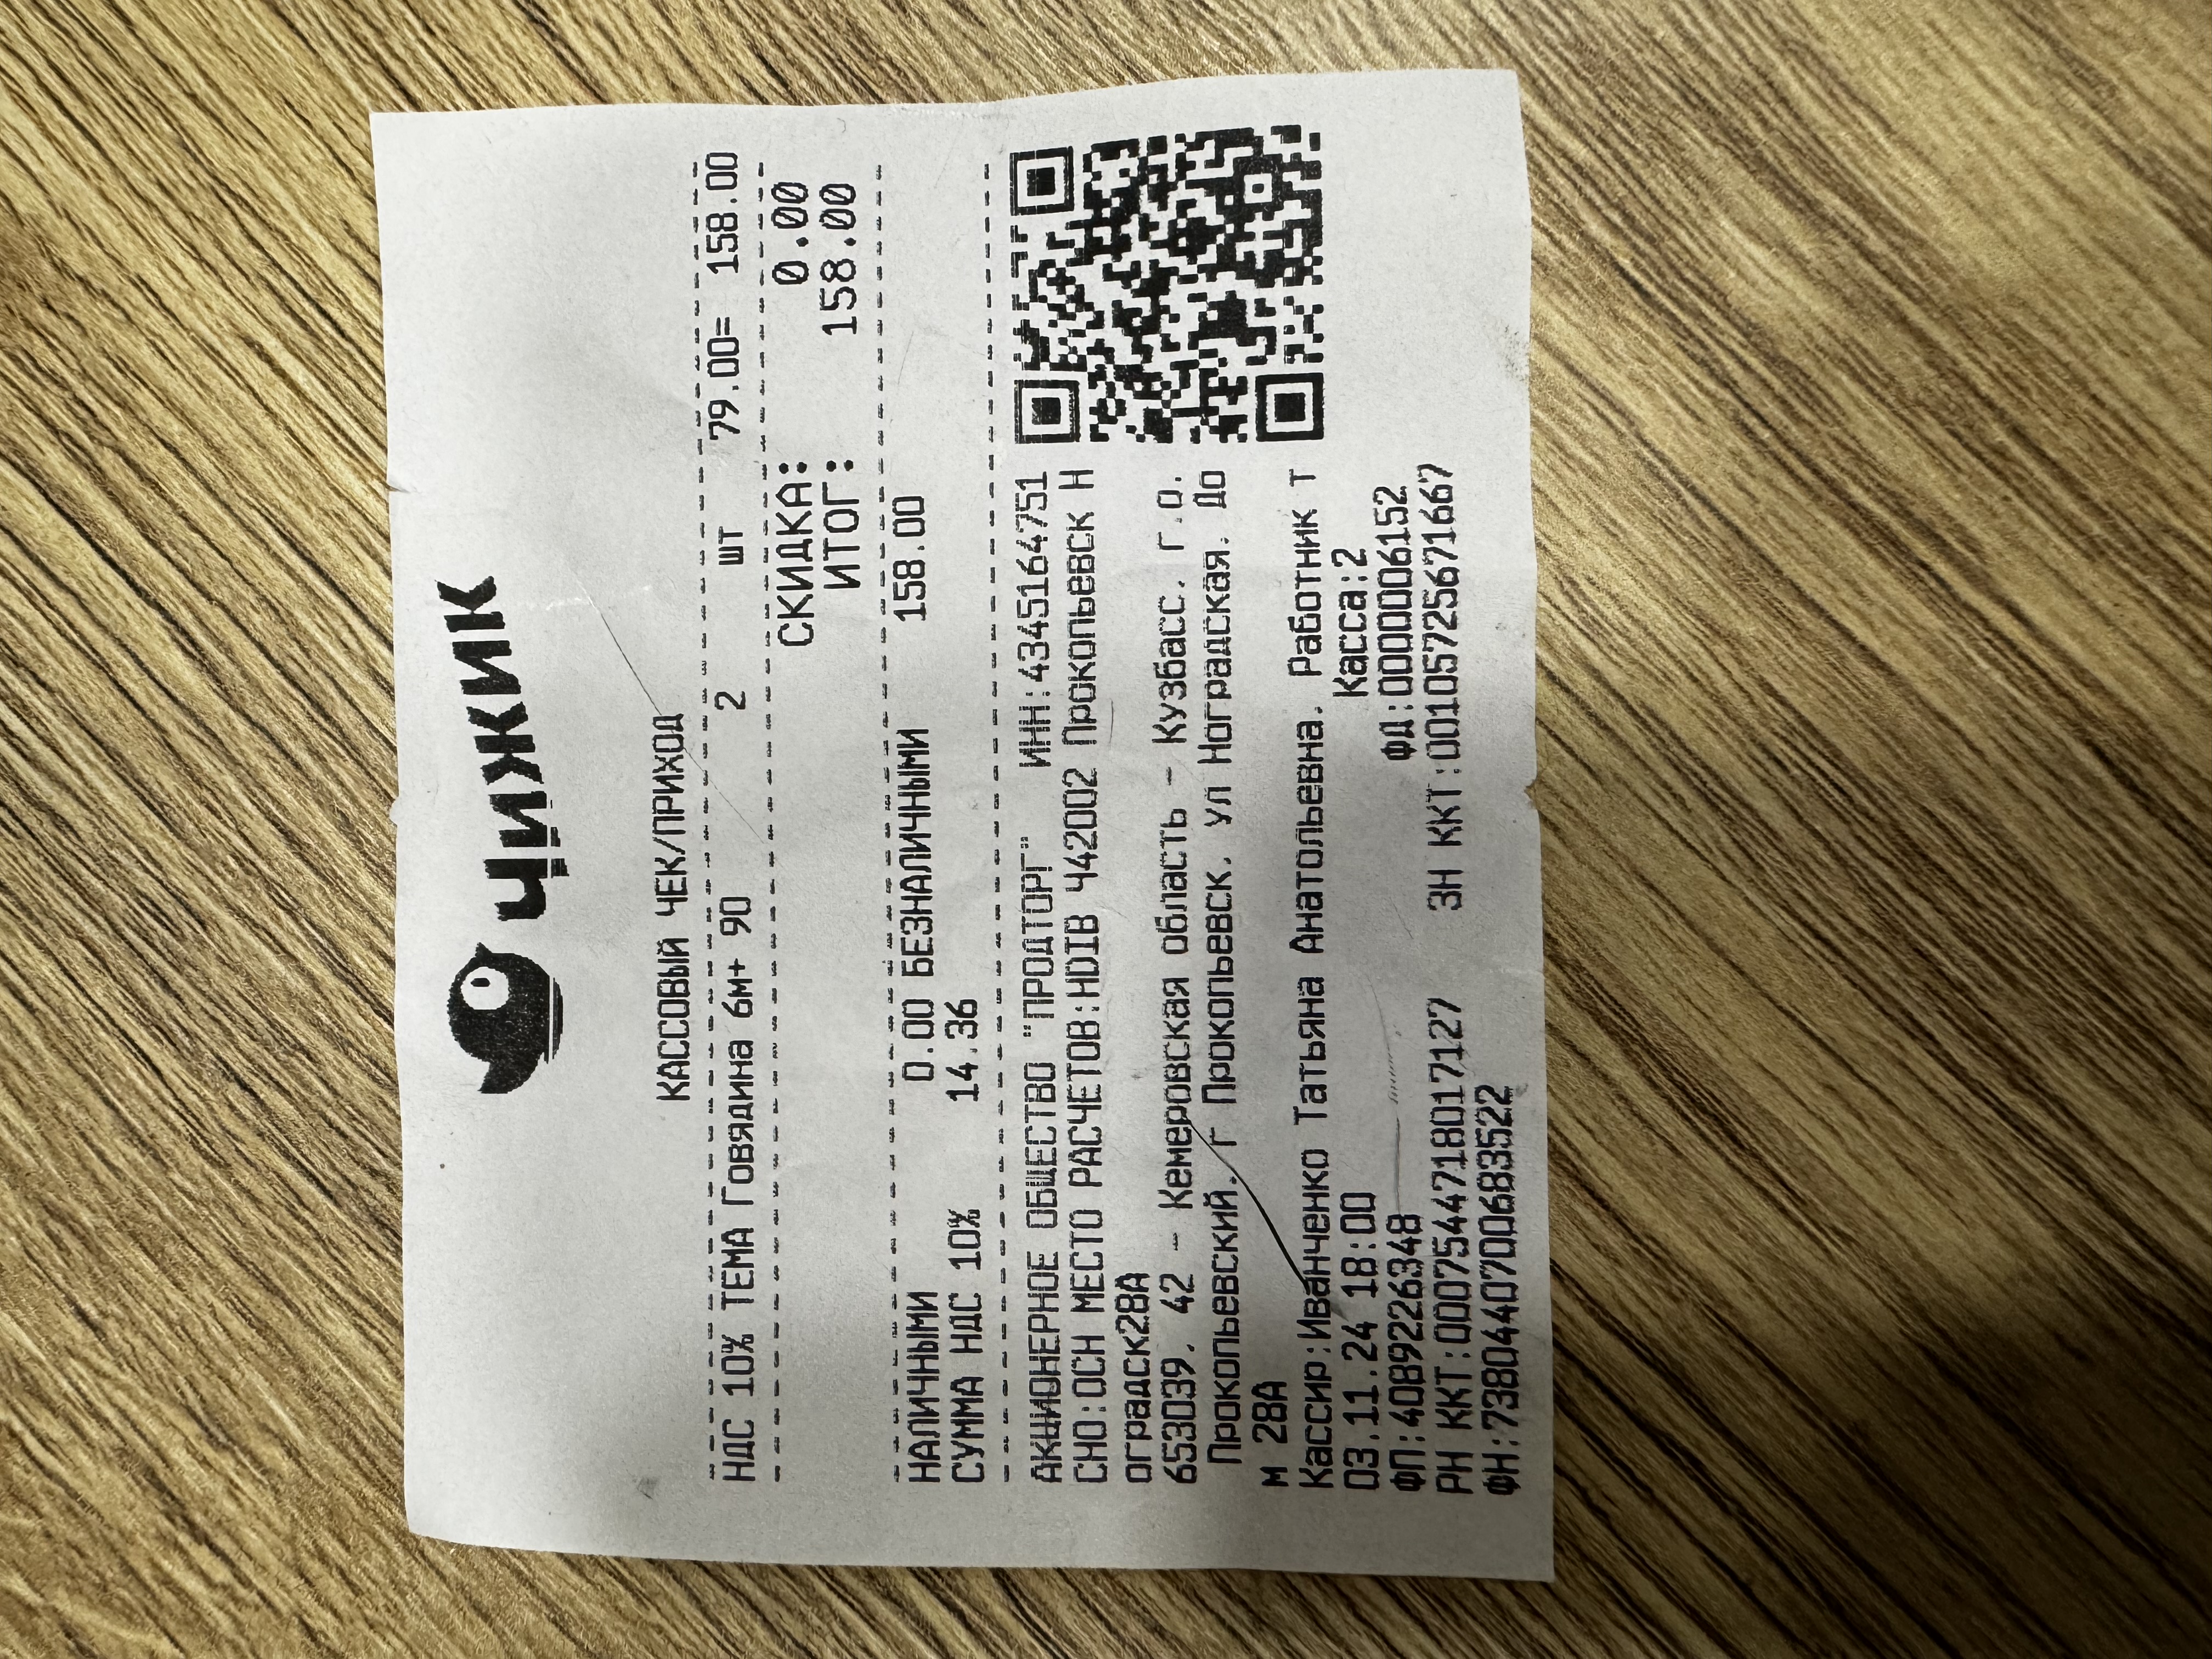 чижик
КАССОВЫЙ ЧЕК/ПРИХОД
НДС 10% ТЕМА Говядина 6м+ 90 2 шт 79.00= 158.00
СКИДКА: 0.00
ИТОГ: 158.00
НАЛИЧНЫМИ 0.00 БЕЗНАЛИЧНЫМИ 158.00
СУММА НДС 10% 14.36
АКЦИОНЕРНОЕ ОБЩЕСТВО "ПРОДТОРГ" ИНН:4345164751
СНО:ОСН МЕСТО РАСЧЕТОВ:HDIB 442002 Прокопьевск Н
оградск28А
653039, 42 - Кемеровская область - Кузбасс, г.о.
Прокопьевский, г Прокопьевск, ул Ноградская, До
м 28А
Кассир:Иванченко Татьяна Анатольевна, Работник т
03.11.24 18:00 Касса:2
ФП:4089226348 ФД:0000006152
РН ККТ:0007544718017127 ЗН ККТ:00105725671667
ФН:7380440700683522